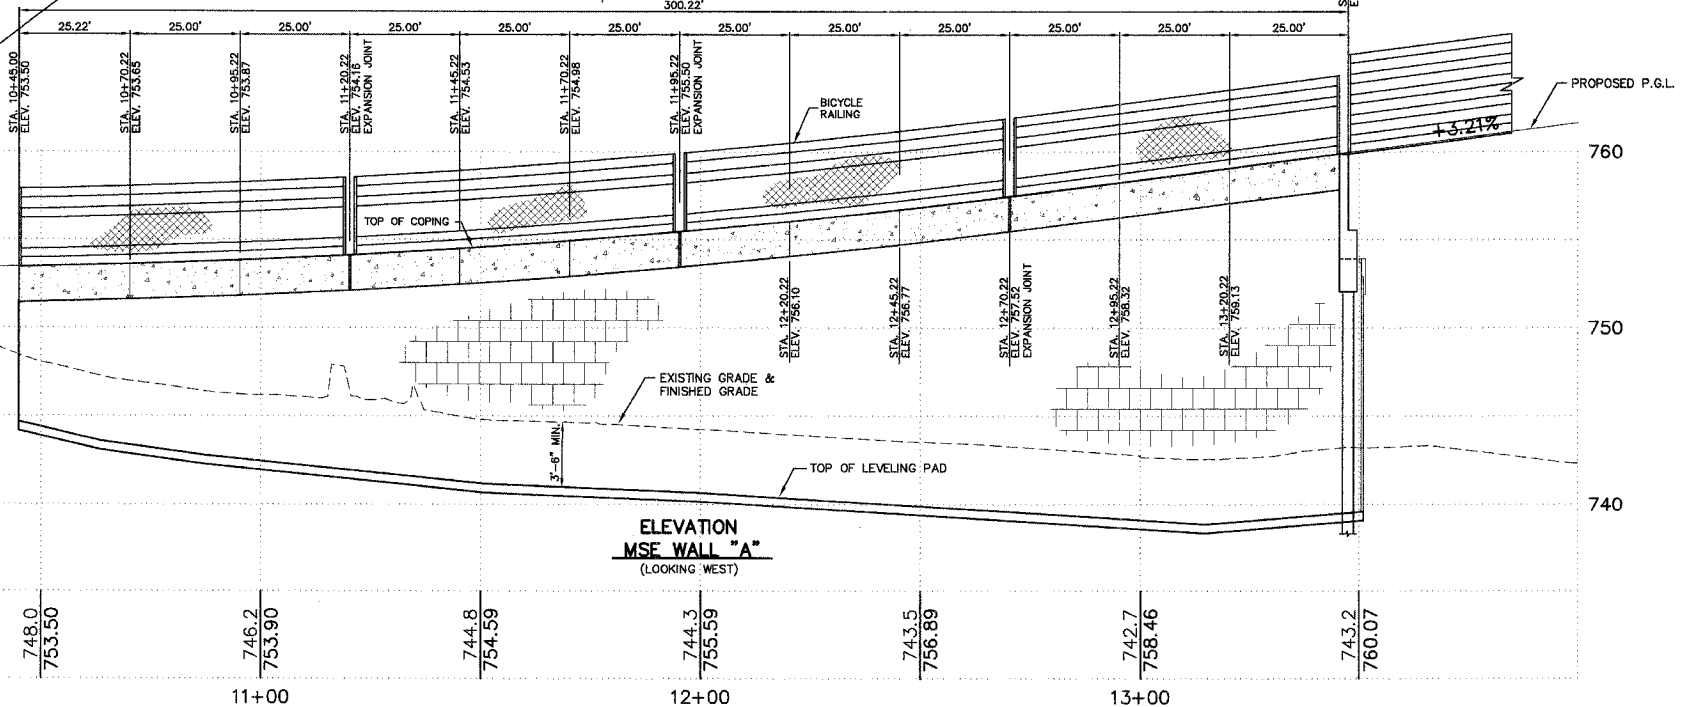 300.22'
25.22'
25.00'
25.00'
25.00'
25.00'
25.00'
25.00'
25.00'
25.00'
25.00'
25.00'
25.00'
STA. 10+45.00
ELEV. 753.50
STA. 10+70.22
ELEV. 753.65
STA. 10+95.22
ELEV. 753.87
STA. 11+20.22
ELEV. 754.16
EXPANSION JOINT
STA. 11+45.22
ELEV. 754.53
STA. 11+70.22
ELEV. 754.98
STA. 11+95.22
ELEV. 755.50
EXPANSION JOINT
BICYCLE
RAILING
PROPOSED P.G.L.
760
TOP OF COPING
STA. 12+20.22
ELEV. 756.10
STA. 12+45.22
ELEV. 756.77
STA. 12+70.22
ELEV. 757.52
EXPANSION JOINT
STA. 12+95.22
ELEV. 758.32
STA. 13+20.22
ELEV. 759.13
750
EXISTING GRADE &
FINISHED GRADE
3'-6" MIN.
TOP OF LEVELING PAD
740
ELEVATION
MSE WALL "A"
(LOOKING WEST)
748.0
753.50
746.2
753.90
744.8
754.59
744.3
755.59
743.5
756.89
742.7
758.46
743.2
760.07
11+00
12+00
13+00